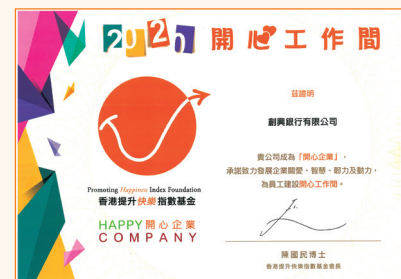 2020 開心工作間
茲證明
創興銀行有限公司
貴公司成為「開心企業」，
承諾致力發展企業關愛、智慧、韌力及動力，
為員工建設開心工作間。
Promoting Happiness Index Foundation
香港提升快樂指數基金
HAPPY 開心企業
COMPANY
陳國民博士
香港提升快樂指數基金會長